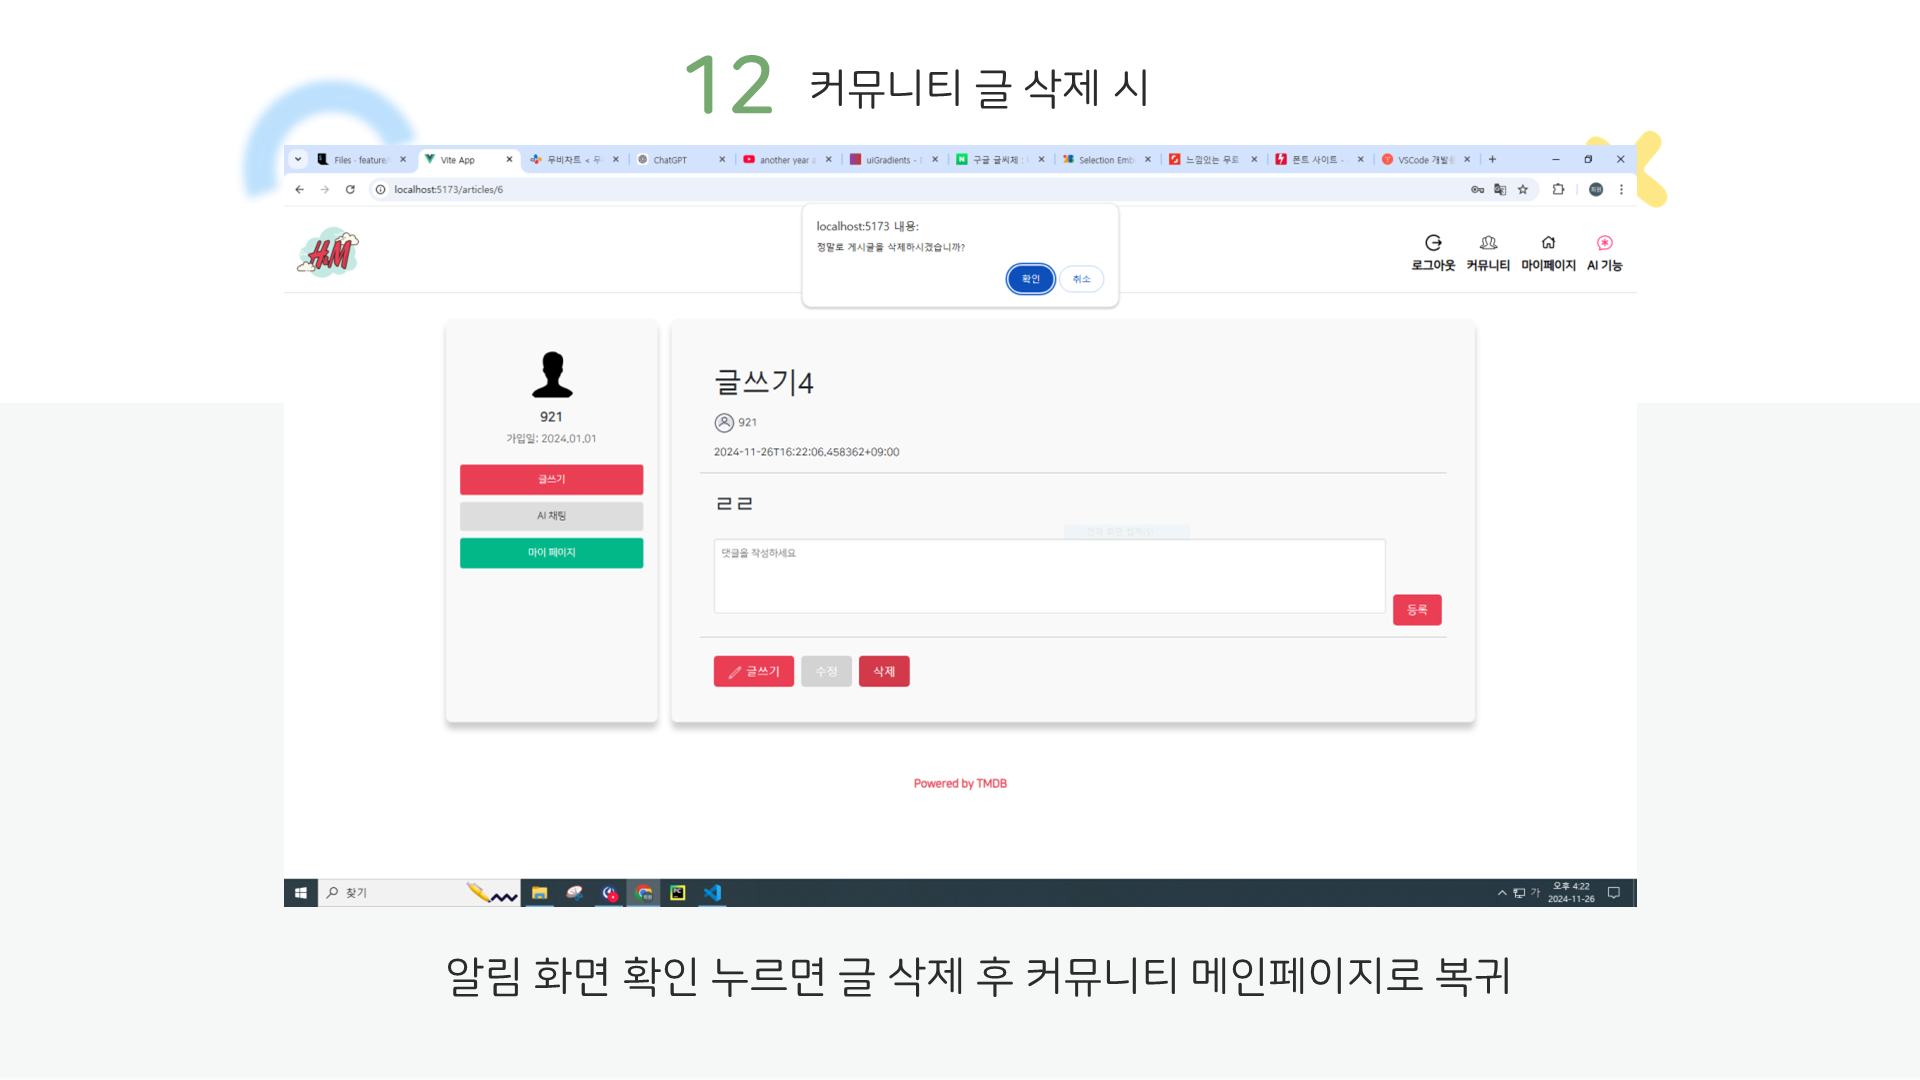 12 커뮤니티 글 삭제 시
Files - feature/
Vite App
무비차트 < 무
ChatGPT
another year a
uiGradients -
구글 글씨체 :
Selection Emb
느낌있는 무료
폰트 사이트 -
VSCode 개발
localhost:5173/articles/6
localhost:5173 내용:
정말로 게시글을 삭제하시겠습니까?
확인 취소
H&M
로그아웃 커뮤니티 마이페이지 AI 기능
921
가입일: 2024.01.01
글쓰기
AI 채팅
마이 페이지
글쓰기4
921
2024-11-26T16:22:06.458362+09:00
ㄹㄹ
댓글을 작성하세요
등록
글쓰기 수정 삭제
Powered by TMDB
찾기
가
오후 4:22
2024-11-26
알림 화면 확인 누르면 글 삭제 후 커뮤니티 메인페이지로 복귀